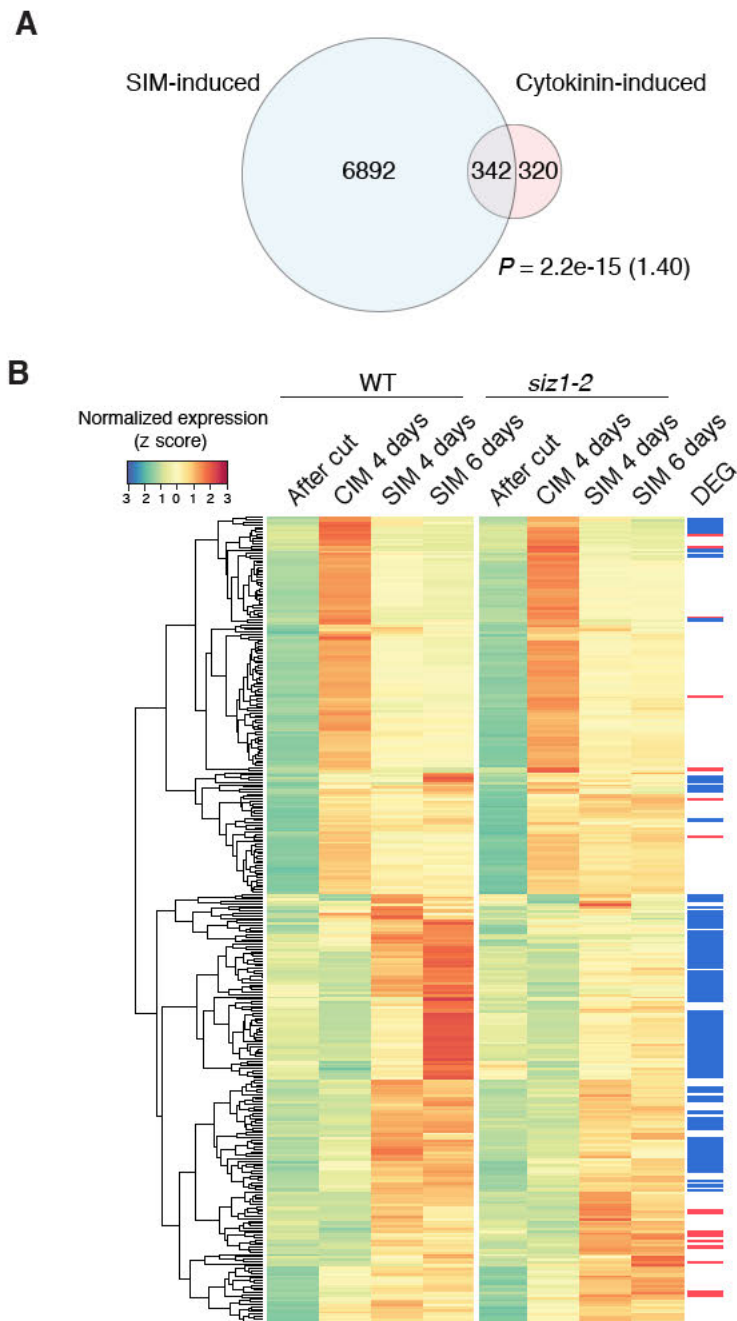 A
SIM-induced
Cytokinin-induced
6892
342
320
P = 2.2e-15 (1.40)
B
WT
siz1-2
Normalized expression
(z score)
3 2 1 0 1 2 3
After cut
CIM 4 days
SIM 4 days
SIM 6 days
After cut
CIM 4 days
SIM 4 days
SIM 6 days
DEG